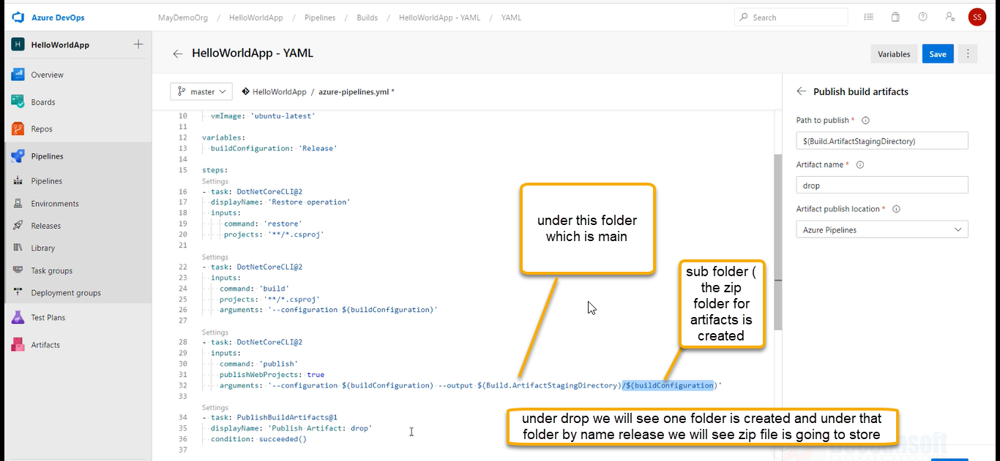 Azure DevOps
MayDemoOrg / HelloWorldApp / Pipelines / Builds / HelloWorldApp - YAML / YAML
Search
SS
H HelloWorldApp
Overview
Boards
Repos
Pipelines
Pipelines
Environments
Releases
Library
Task groups
Deployment groups
Test Plans
Artifacts
HelloWorldApp - YAML
Variables
Save
master
HelloWorldApp / azure-pipelines.yml *
10 vmImage: 'ubuntu-latest'
11
12 variables:
13 buildConfiguration: 'Release'
14
15 steps:
Settings
16 - task: DotNetCoreCLI@2
17 displayName: 'Restore operation'
18 inputs:
19 command: 'restore'
20 projects: '**/*.csproj'
21
Settings
22 - task: DotNetCoreCLI@2
23 inputs:
24 command: 'build'
25 projects: '**/*.csproj'
26 arguments: '--configuration $(buildConfiguration)'
27
Settings
28 - task: DotNetCoreCLI@2
29 inputs:
30 command: 'publish'
31 publishWebProjects: true
32 arguments: '--configuration $(buildConfiguration) --output $(Build.ArtifactStagingDirectory)/$(buildConfiguration)'
33
Settings
34 - task: PublishBuildArtifacts@1
35 displayName: 'Publish Artifact: drop'
36 condition: succeeded()
37
under this folder
which is main
sub folder (
the zip
folder for
artifacts is
created
under drop we will see one folder is created and under that
folder by name release we will see zip file is going to store
Publish build artifacts
Path to publish *
$(Build.ArtifactStagingDirectory)
Artifact name *
drop
Artifact publish location *
Azure Pipelines